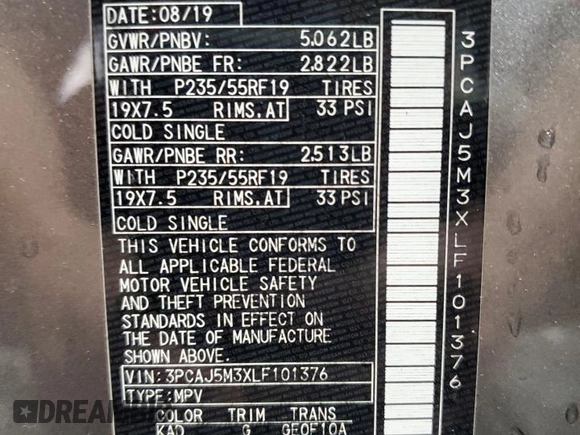 DATE:08/19
GVWR/PNBV: 5.062LB
GAWR/PNBE FR: 2.822LB
WITH P235/55RF19 TIRES
19X7.5 RIMS.AT 33 PSI
COLD SINGLE
GAWR/PNBE RR: 2.513LB
WITH P235/55RF19 TIRES
19X7.5 RIMS.AT 33 PSI
COLD SINGLE
THIS VEHICLE CONFORMS TO
ALL APPLICABLE FEDERAL
MOTOR VEHICLE SAFETY
AND THEFT PREVENTION
STANDARDS IN EFFECT ON
THE DATE OF MANUFACTURE
SHOWN ABOVE.
VIN:3PCAJ5M3XLF101376
TYPE:MPV
COLOR TRIM TRANS
KAD G GEOF10A
3PCAJ5M3XLF101376